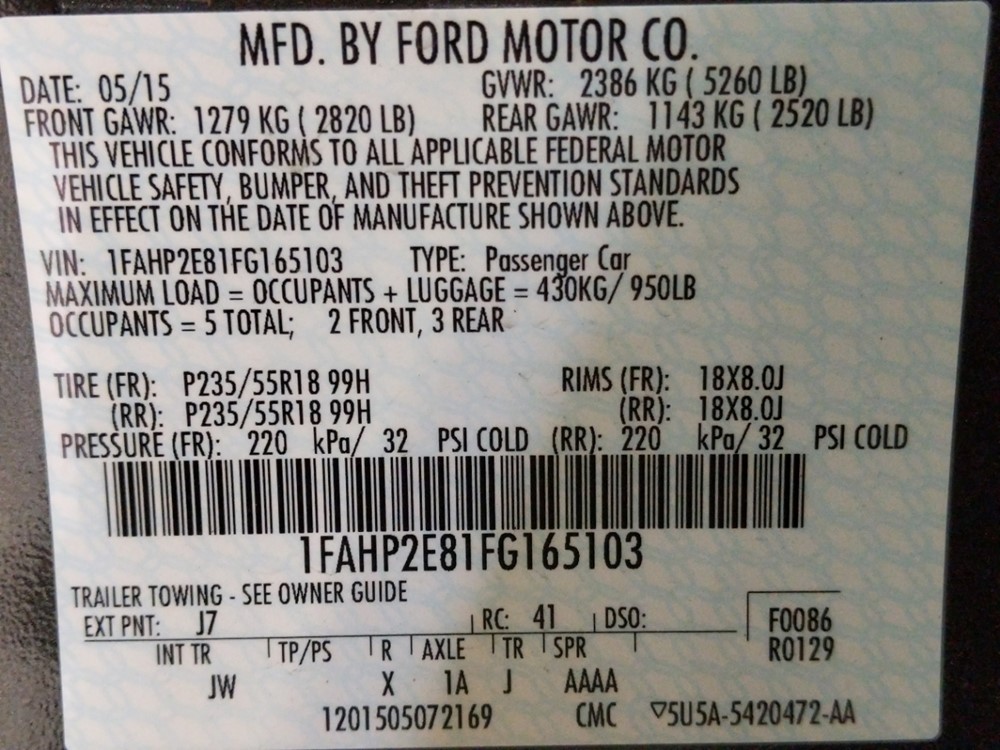 MFD. BY FORD MOTOR CO.
DATE: 05/15 GVWR: 2386 KG ( 5260 LB)
FRONT GAWR: 1279 KG ( 2820 LB) REAR GAWR: 1143 KG ( 2520 LB)
THIS VEHICLE CONFORMS TO ALL APPLICABLE FEDERAL MOTOR
VEHICLE SAFETY, BUMPER, AND THEFT PREVENTION STANDARDS
IN EFFECT ON THE DATE OF MANUFACTURE SHOWN ABOVE.
VIN: 1FAHP2E81FG165103 TYPE: Passenger Car
MAXIMUM LOAD = OCCUPANTS + LUGGAGE = 430KG/ 950LB
OCCUPANTS = 5 TOTAL; 2 FRONT, 3 REAR
TIRE (FR): P235/55R18 99H RIMS (FR): 18X8.0J
(RR): P235/55R18 99H (RR): 18X8.0J
PRESSURE (FR): 220 kPa/ 32 PSI COLD (RR): 220 kPa/ 32 PSI COLD
1FAHP2E81FG165103
TRAILER TOWING - SEE OWNER GUIDE
EXT PNT: J7 RC: 41 DSO: F0086
INT TR TP/PS R AXLE TR SPR R0129
JW X 1A J AAAA
1201505072169 CMC ▽5U5A-5420472-AA